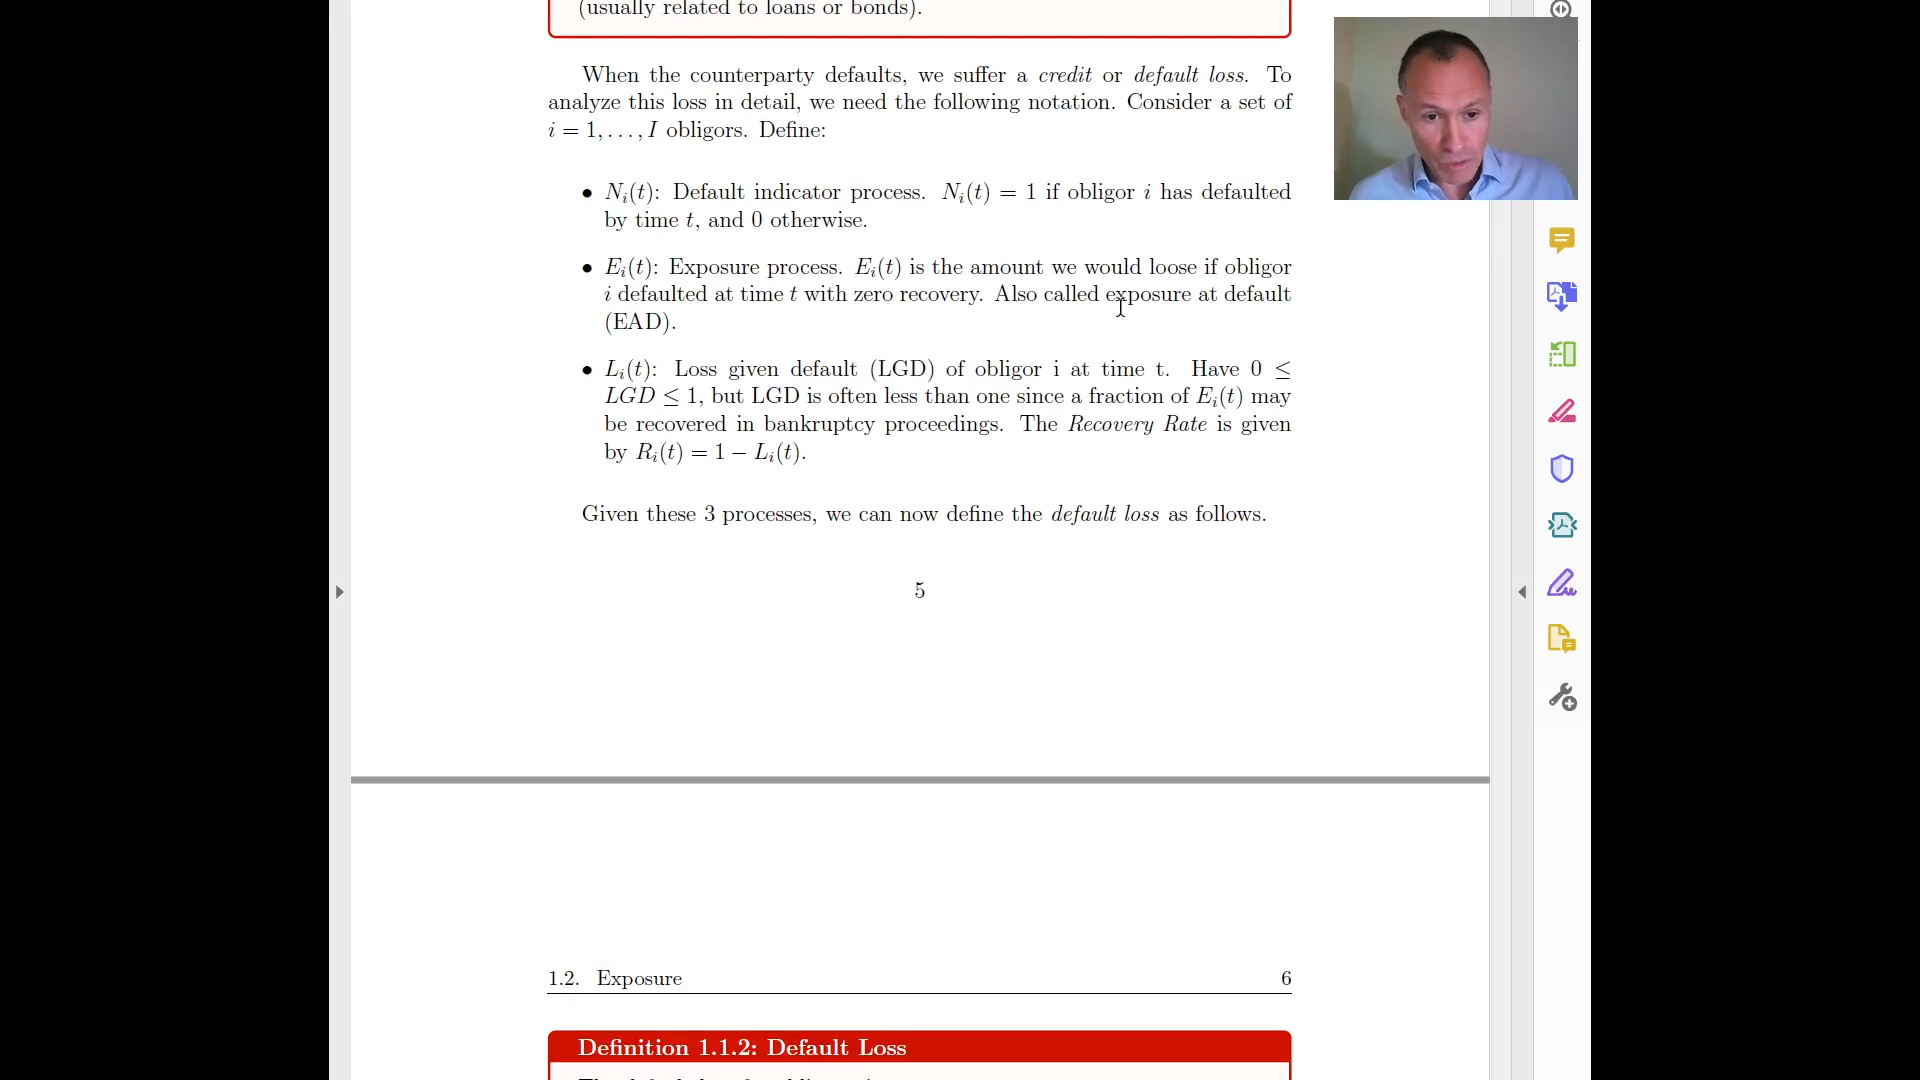 (usually related to loans or bonds).
When the counterparty defaults, we suffer a credit or default loss. To
analyze this loss in detail, we need the following notation. Consider a set of
i = 1, . . . , I obligors. Define:
• Nᵢ(t): Default indicator process. Nᵢ(t) = 1 if obligor i has defaulted
by time t, and 0 otherwise.
• Eᵢ(t): Exposure process. Eᵢ(t) is the amount we would loose if obligor
i defaulted at time t with zero recovery. Also called exposure at default
(EAD).
• Lᵢ(t): Loss given default (LGD) of obligor i at time t. Have 0 ≤
LGD ≤ 1, but LGD is often less than one since a fraction of Eᵢ(t) may
be recovered in bankruptcy proceedings. The Recovery Rate is given
by Rᵢ(t) = 1 − Lᵢ(t).
Given these 3 processes, we can now define the default loss as follows.
5
1.2. Exposure 6
Definition 1.1.2: Default Loss